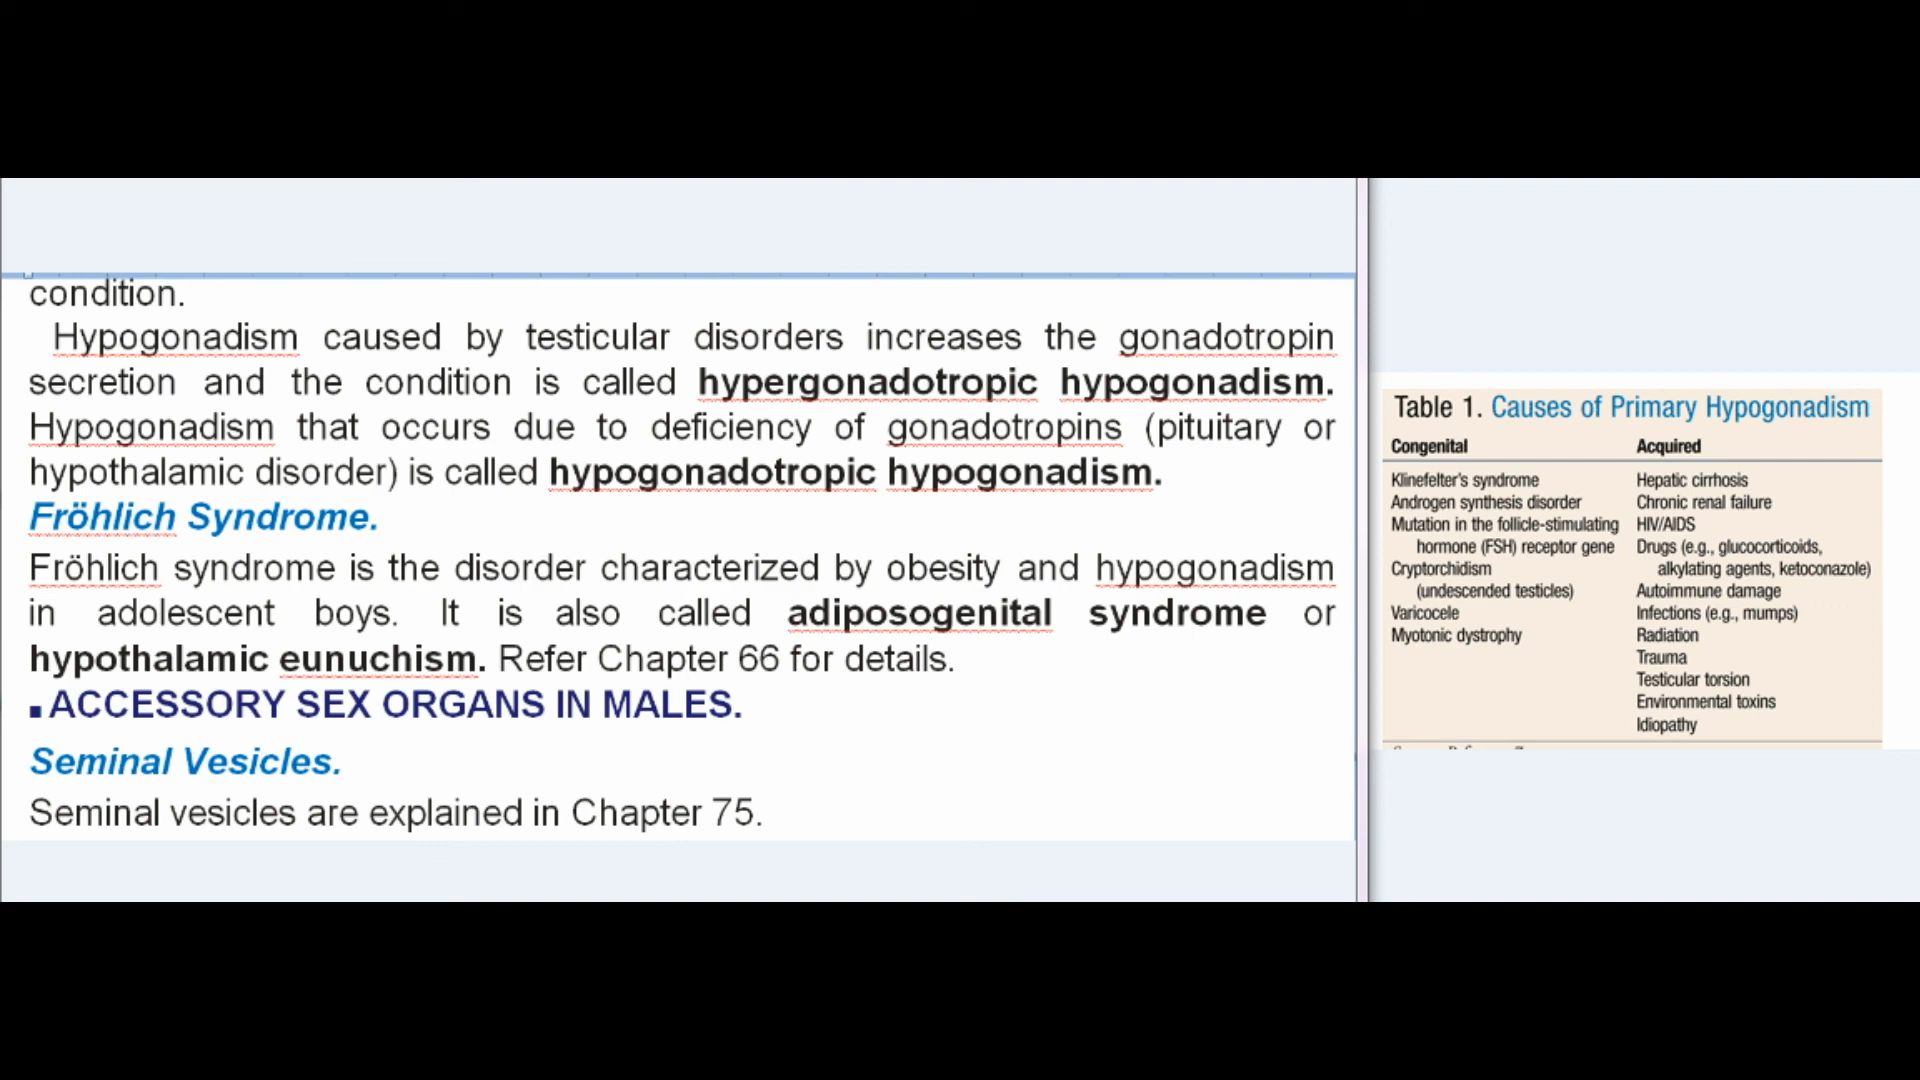 condition.
Hypogonadism caused by testicular disorders increases the gonadotropin
secretion and the condition is called hypergonadotropic hypogonadism.
Hypogonadism that occurs due to deficiency of gonadotropins (pituitary or
hypothalamic disorder) is called hypogonadotropic hypogonadism.
Fröhlich Syndrome.
Fröhlich syndrome is the disorder characterized by obesity and hypogonadism
in adolescent boys. It is also called adiposogenital syndrome or
hypothalamic eunuchism. Refer Chapter 66 for details.
▪ ACCESSORY SEX ORGANS IN MALES.
Seminal Vesicles.
Seminal vesicles are explained in Chapter 75.
Table 1. Causes of Primary Hypogonadism
Congenital Acquired
Klinefelter's syndrome Hepatic cirrhosis
Androgen synthesis disorder Chronic renal failure
Mutation in the follicle-stimulating HIV/AIDS
hormone (FSH) receptor gene Drugs (e.g., glucocorticoids,
Cryptorchidism alkylating agents, ketoconazole)
(undescended testicles) Autoimmune damage
Varicocele Infections (e.g., mumps)
Myotonic dystrophy Radiation
Trauma
Testicular torsion
Environmental toxins
Idiopathy